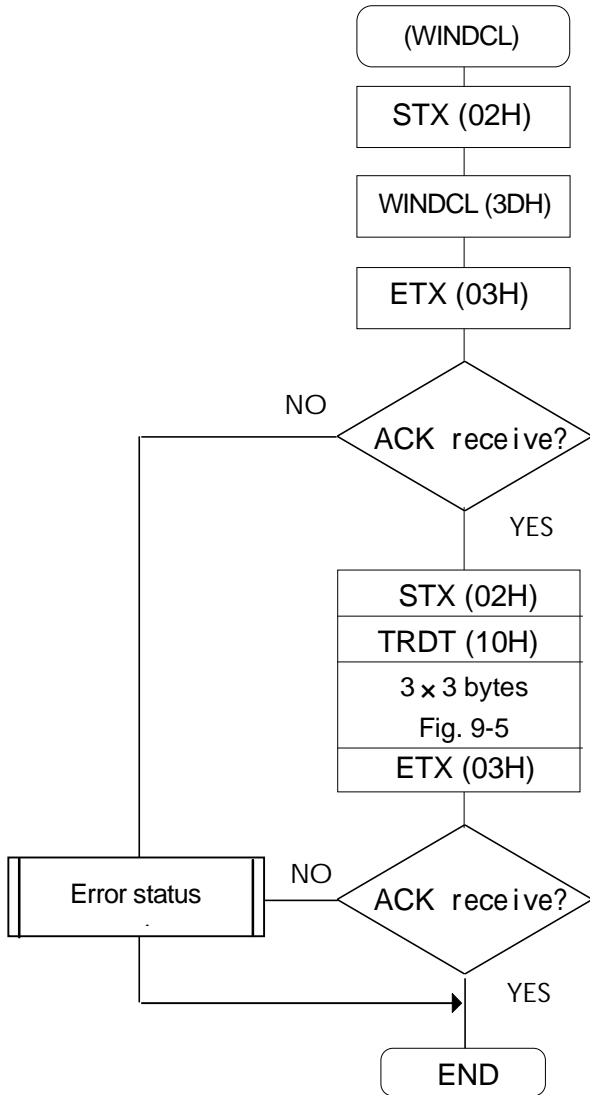 (WINDCL)
STX (02H)
WINDCL (3DH)
ETX (03H)
NO
ACK receive?
YES
STX (02H)
TRDT (10H)
3 × 3 bytes
Fig. 9-5
ETX (03H)
Error status
NO
ACK receive?
YES
END